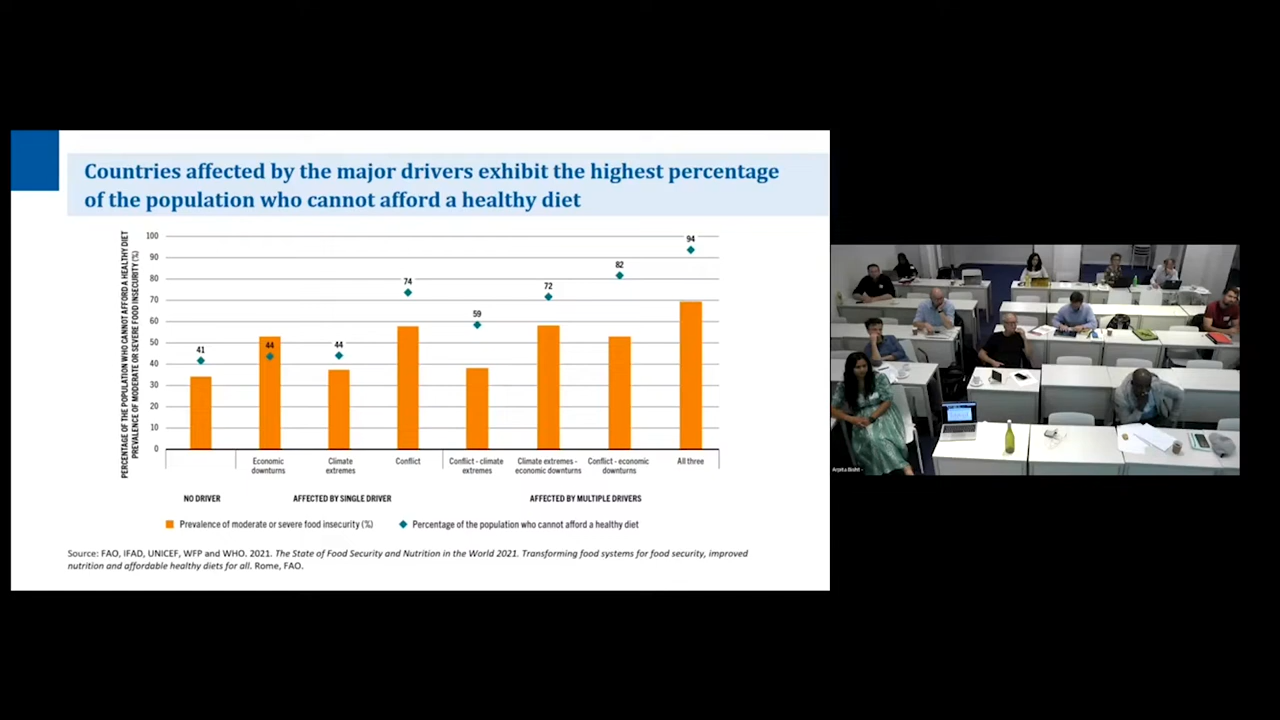 Countries affected by the major drivers exhibit the highest percentage
of the population who cannot afford a healthy diet
PERCENTAGE OF THE POPULATION WHO CANNOT AFFORD A HEALTHY DIET
PREVALENCE OF MODERATE OR SEVERE FOOD INSECURITY (%)
100
90
80
70
60
50
40
30
20
10
0
41
44
44
74
59
72
82
94
Economic
downturns
Climate
extremes
Conflict
Conflict - climate
extremes
Climate extremes -
economic downturns
Conflict - economic
downturns
All three
NO DRIVER
AFFECTED BY SINGLE DRIVER
AFFECTED BY MULTIPLE DRIVERS
Prevalence of moderate or severe food insecurity (%)
Percentage of the population who cannot afford a healthy diet
Source: FAO, IFAD, UNICEF, WFP and WHO. 2021. The State of Food Security and Nutrition in the World 2021. Transforming food systems for food security, improved
nutrition and affordable healthy diets for all. Rome, FAO.